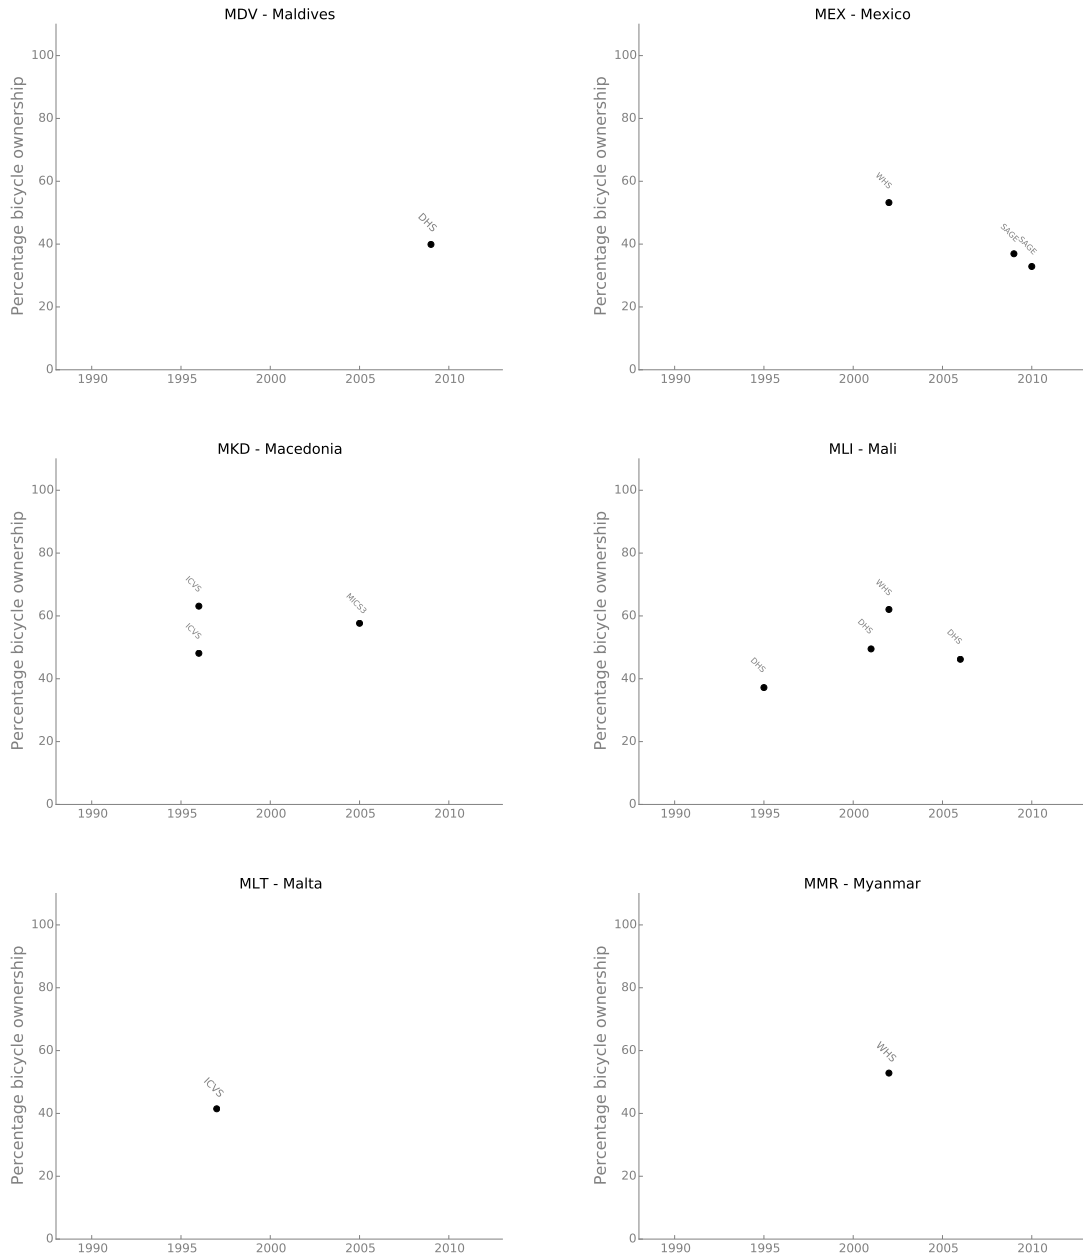 MDV - Maldives
Percentage bicycle ownership
100
80
60
40
20
0
DHS
1990 1995 2000 2005 2010
MEX - Mexico
Percentage bicycle ownership
100
80
60
40
20
0
WHS
SAGE
SAGE
1990 1995 2000 2005 2010
MKD - Macedonia
Percentage bicycle ownership
100
80
60
40
20
0
ICVS
ICVS
MICS3
1990 1995 2000 2005 2010
MLI - Mali
Percentage bicycle ownership
100
80
60
40
20
0
DHS
DHS
WHS
DHS
1990 1995 2000 2005 2010
MLT - Malta
Percentage bicycle ownership
100
80
60
40
20
0
ICVS
1990 1995 2000 2005 2010
MMR - Myanmar
Percentage bicycle ownership
100
80
60
40
20
0
WHS
1990 1995 2000 2005 2010